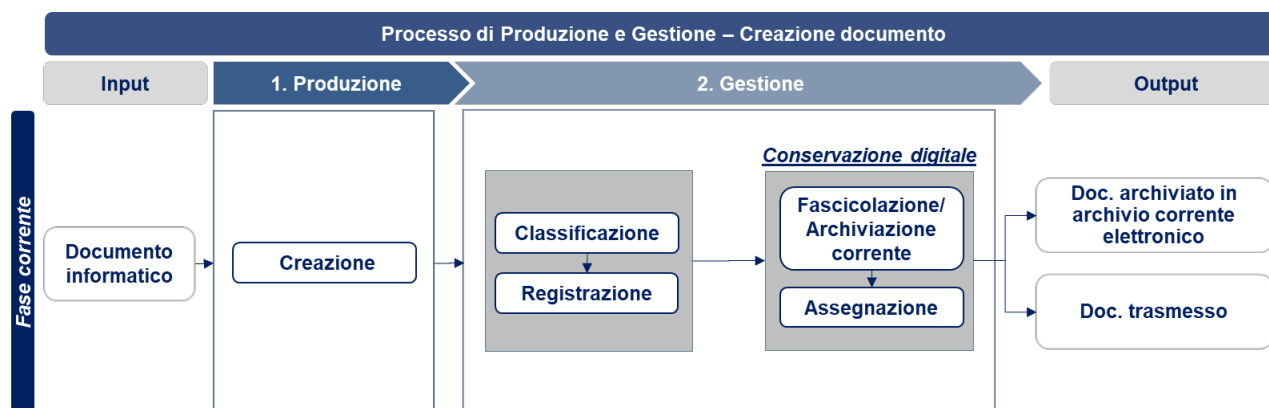 Processo di Produzione e Gestione – Creazione documento
Input
1. Produzione
2. Gestione
Output
Fase corrente
Documento
informatico
Creazione
Classificazione
Registrazione
Conservazione digitale
Fascicolazione/
Archiviazione
corrente
Assegnazione
Doc. archiviato in
archivio corrente
elettronico
Doc. trasmesso